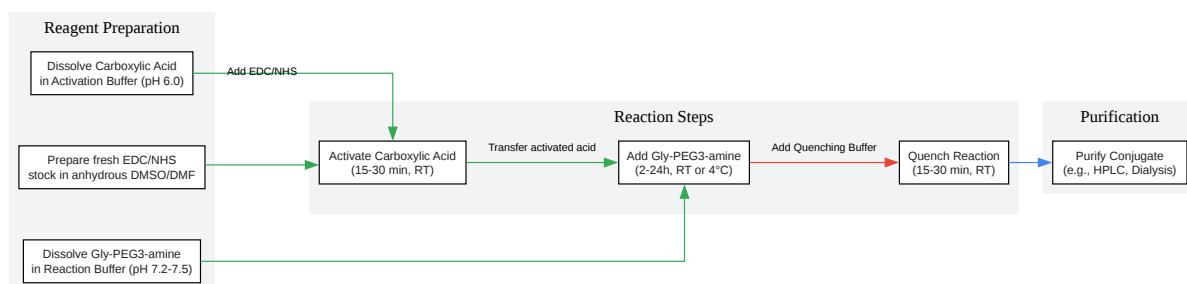 Reagent Preparation
Dissolve Carboxylic Acid
in Activation Buffer (pH 6.0)
Add EDC/NHS
Prepare fresh EDC/NHS
stock in anhydrous DMSO/DMF
Dissolve Gly-PEG3-amine
in Reaction Buffer (pH 7.2-7.5)
Reaction Steps
Activate Carboxylic Acid
(15-30 min, RT)
Transfer activated acid
Add Gly-PEG3-amine
(2-24h, RT or 4°C)
Add Quenching Buffer
Quench Reaction
(15-30 min, RT)
Purification
Purify Conjugate
(e.g., HPLC, Dialysis)